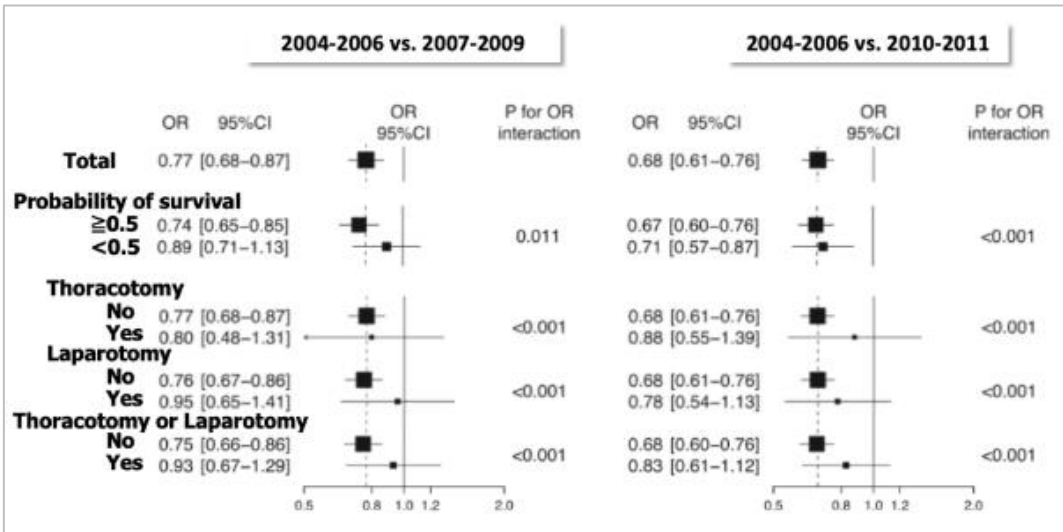 2004-2006 vs. 2007-2009 2004-2006 vs. 2010-2011
OR 95%CI OR 95%CI P for OR interaction OR 95%CI OR 95%CI P for OR interaction
Total 0.77 [0.68–0.87] 0.68 [0.61–0.76]
Probability of survival
≧0.5 0.74 [0.65–0.85] 0.67 [0.60–0.76]
0.011 <0.001
<0.5 0.89 [0.71–1.13] 0.71 [0.57–0.87]
Thoracotomy
No 0.77 [0.68–0.87] 0.68 [0.61–0.76]
<0.001 <0.001
Yes 0.80 [0.48–1.31] 0.88 [0.55–1.39]
Laparotomy
No 0.76 [0.67–0.86] 0.68 [0.61–0.76]
<0.001 <0.001
Yes 0.95 [0.65–1.41] 0.78 [0.54–1.13]
Thoracotomy or Laparotomy
No 0.75 [0.66–0.86] 0.68 [0.60–0.76]
<0.001 <0.001
Yes 0.93 [0.67–1.29] 0.83 [0.61–1.12]
0.5 0.8 1.0 1.2 2.0 0.5 0.8 1.0 1.2 2.0